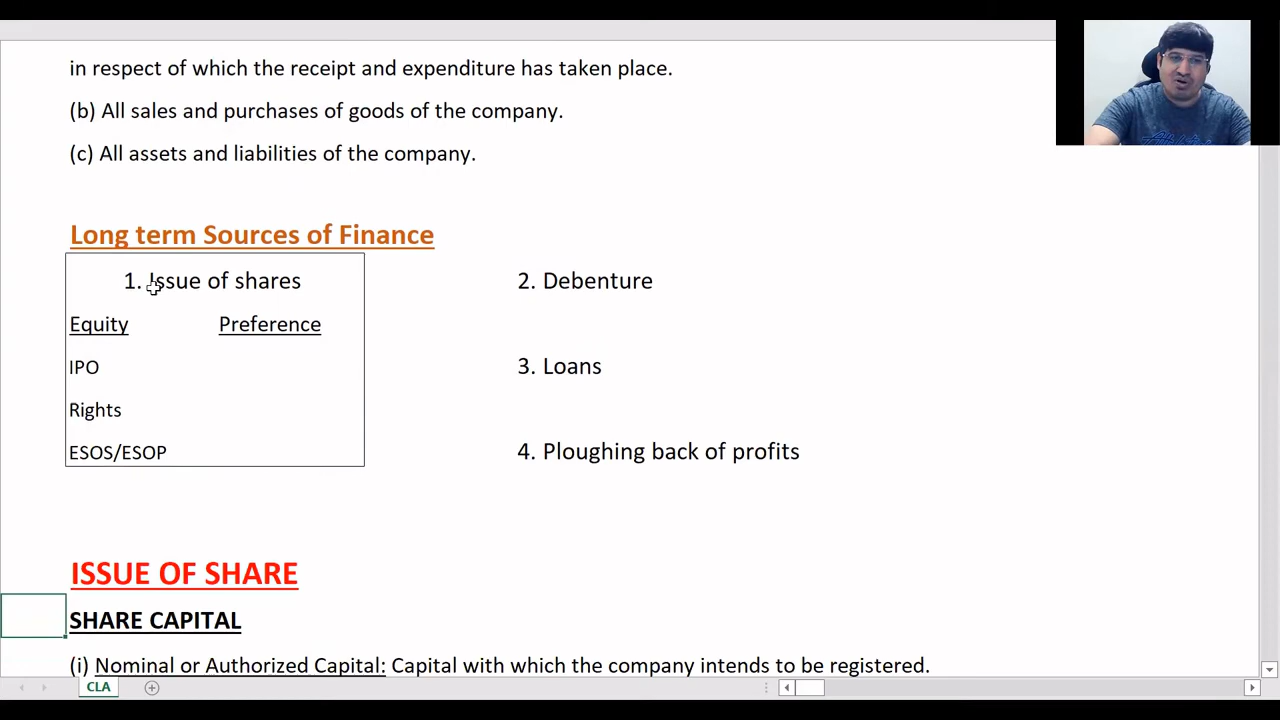 in respect of which the receipt and expenditure has taken place.
(b) All sales and purchases of goods of the company.
(c) All assets and liabilities of the company.
Long term Sources of Finance
1. Issue of shares
2. Debenture
Equity Preference
IPO
3. Loans
Rights
ESOS/ESOP
4. Ploughing back of profits
ISSUE OF SHARE
SHARE CAPITAL
(i) Nominal or Authorized Capital: Capital with which the company intends to be registered.
CLA